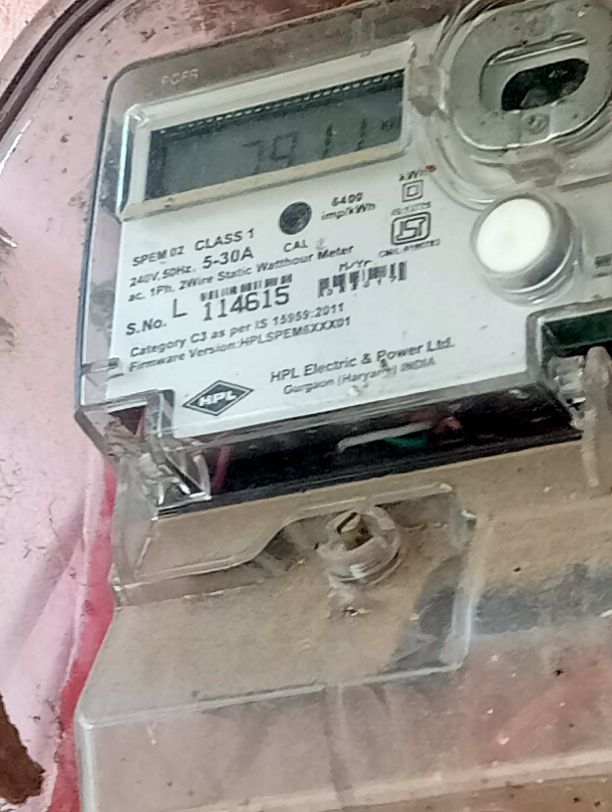 6400
imp/kWh
SPEM 02 CLASS 1
CAL
240V, 50Hz, 5-30A
ac. 1Ph. 2Wire Static Watthour Meter
M/Yr.
S.No. L 114615
Category C3 as per IS 15959:2011
Firmware Version:HPLSPEM6XXX01
HPL
HPL Electric & Power Ltd.
Gurgaon (Haryana) INDIA